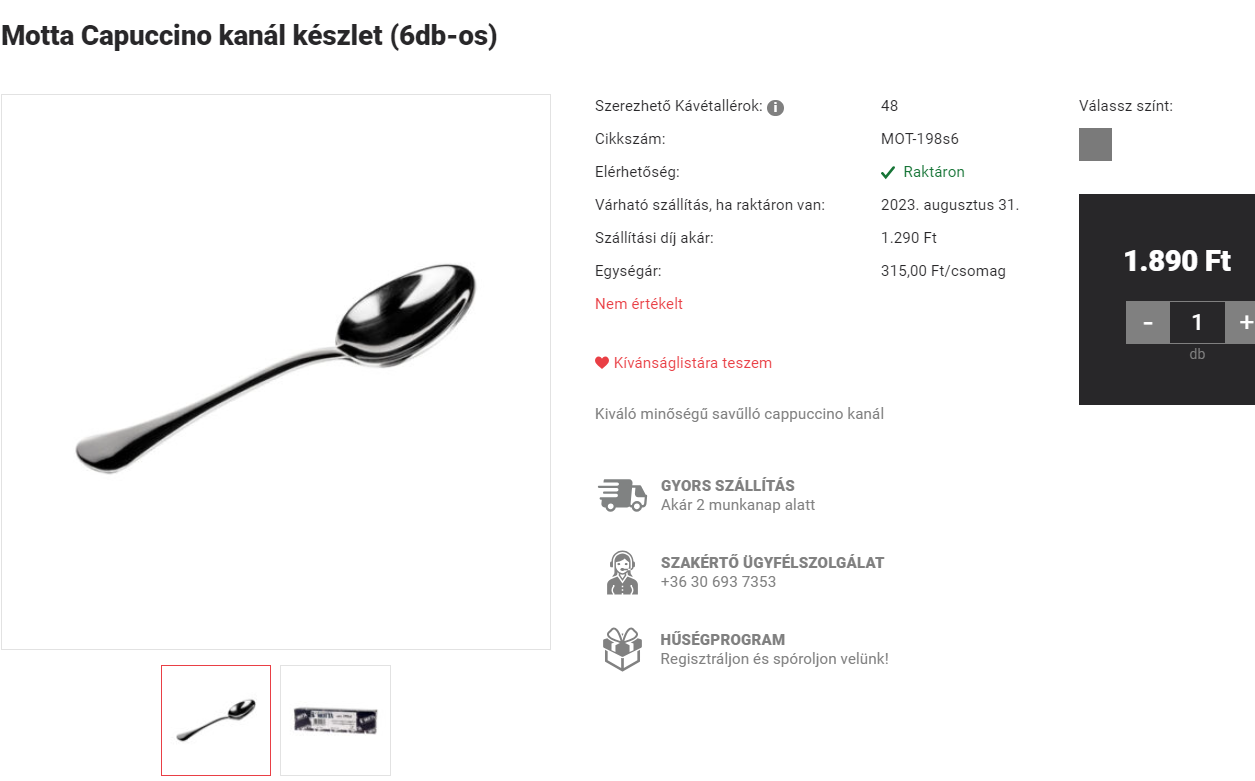 Motta Capuccino kanál készlet (6db-os)
Szerezhető Kávétallérok: 48
Cikkszám: MOT-198s6
Elérhetőség: Raktáron
Várható szállítás, ha raktáron van: 2023. augusztus 31.
Szállítási díj akár: 1.290 Ft
Egységár: 315,00 Ft/csomag
Nem értékelt
Kívánságlistára teszem
Kiváló minőségű savűlló cappuccino kanál
GYORS SZÁLLÍTÁS
Akár 2 munkanap alatt
SZAKÉRTŐ ÜGYFÉLSZOLGÁLAT
+36 30 693 7353
HŰSÉGPROGRAM
Regisztráljon és spóroljon velünk!
Válassz színt:
1.890 Ft
- 1 +
db
MOTTA